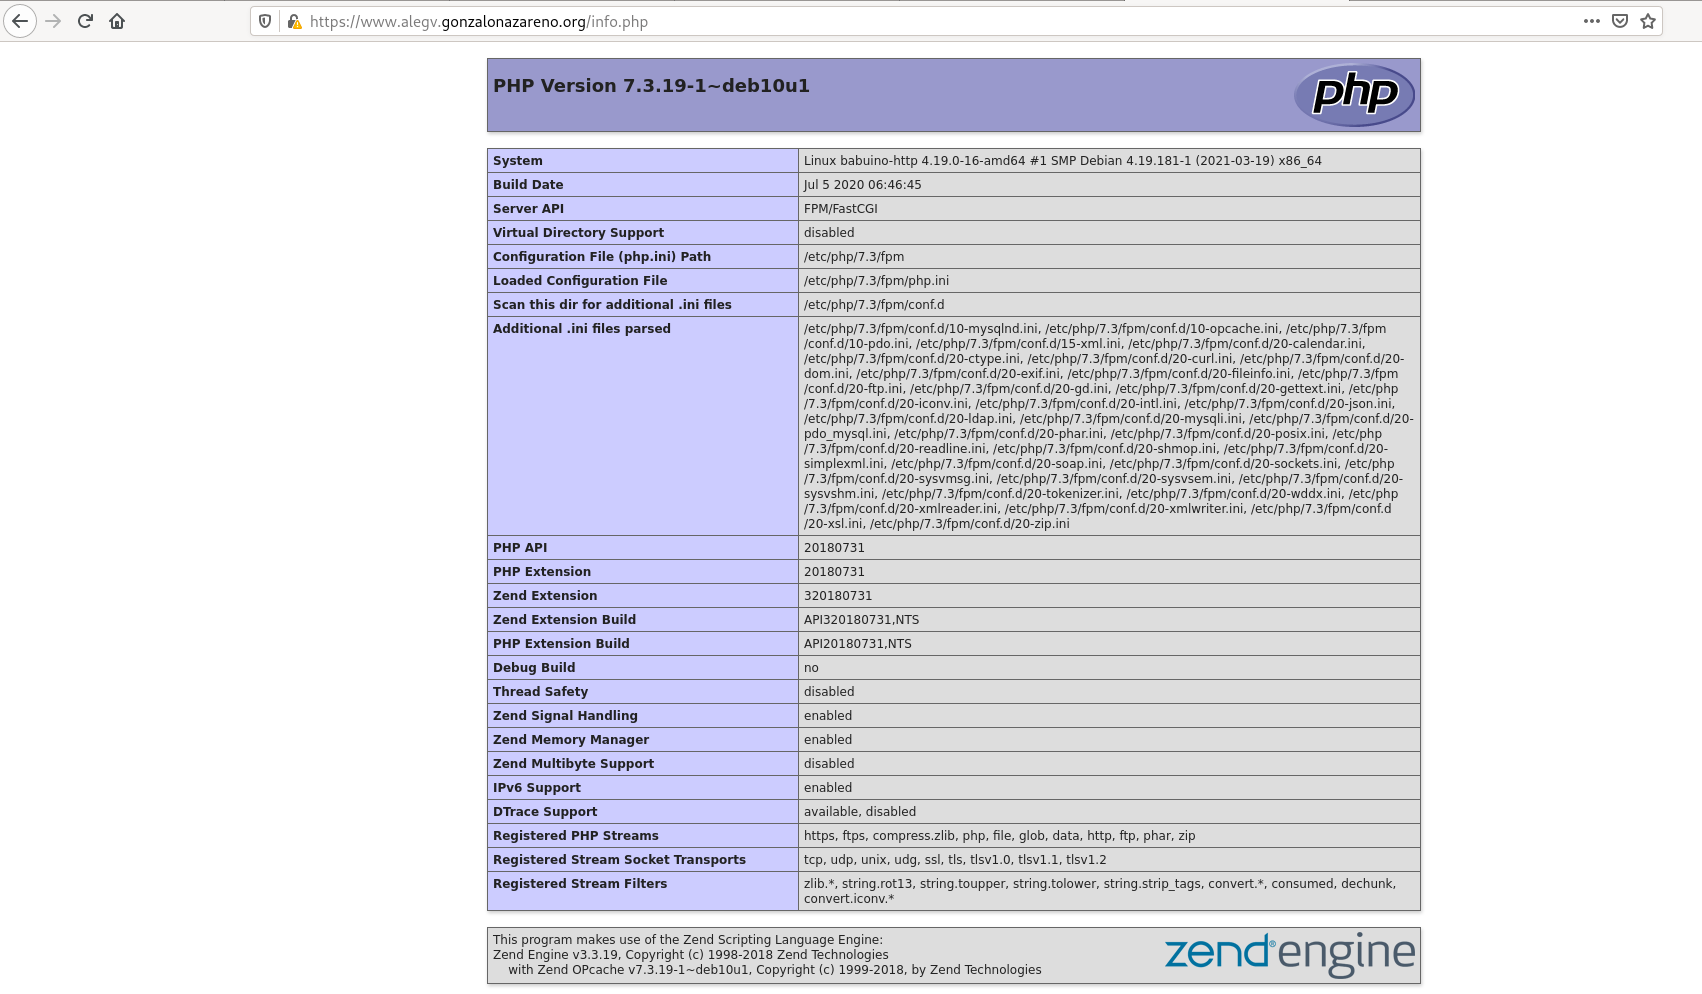 https://www.alegv.gonzalonazareno.org/info.php
PHP Version 7.3.19-1~deb10u1
php
System Linux babuino-http 4.19.0-16-amd64 #1 SMP Debian 4.19.181-1 (2021-03-19) x86_64
Build Date Jul 5 2020 06:46:45
Server API FPM/FastCGI
Virtual Directory Support disabled
Configuration File (php.ini) Path /etc/php/7.3/fpm
Loaded Configuration File /etc/php/7.3/fpm/php.ini
Scan this dir for additional .ini files /etc/php/7.3/fpm/conf.d
Additional .ini files parsed /etc/php/7.3/fpm/conf.d/10-mysqlnd.ini, /etc/php/7.3/fpm/conf.d/10-opcache.ini, /etc/php/7.3/fpm
/conf.d/10-pdo.ini, /etc/php/7.3/fpm/conf.d/15-xml.ini, /etc/php/7.3/fpm/conf.d/20-calendar.ini,
/etc/php/7.3/fpm/conf.d/20-ctype.ini, /etc/php/7.3/fpm/conf.d/20-curl.ini, /etc/php/7.3/fpm/conf.d/20-
dom.ini, /etc/php/7.3/fpm/conf.d/20-exif.ini, /etc/php/7.3/fpm/conf.d/20-fileinfo.ini, /etc/php/7.3/fpm
/conf.d/20-ftp.ini, /etc/php/7.3/fpm/conf.d/20-gd.ini, /etc/php/7.3/fpm/conf.d/20-gettext.ini, /etc/php
/7.3/fpm/conf.d/20-iconv.ini, /etc/php/7.3/fpm/conf.d/20-intl.ini, /etc/php/7.3/fpm/conf.d/20-json.ini,
/etc/php/7.3/fpm/conf.d/20-ldap.ini, /etc/php/7.3/fpm/conf.d/20-mysqli.ini, /etc/php/7.3/fpm/conf.d/20-
pdo_mysql.ini, /etc/php/7.3/fpm/conf.d/20-phar.ini, /etc/php/7.3/fpm/conf.d/20-posix.ini, /etc/php
/7.3/fpm/conf.d/20-readline.ini, /etc/php/7.3/fpm/conf.d/20-shmop.ini, /etc/php/7.3/fpm/conf.d/20-
simplexml.ini, /etc/php/7.3/fpm/conf.d/20-soap.ini, /etc/php/7.3/fpm/conf.d/20-sockets.ini, /etc/php
/7.3/fpm/conf.d/20-sysvmsg.ini, /etc/php/7.3/fpm/conf.d/20-sysvsem.ini, /etc/php/7.3/fpm/conf.d/20-
sysvshm.ini, /etc/php/7.3/fpm/conf.d/20-tokenizer.ini, /etc/php/7.3/fpm/conf.d/20-wddx.ini, /etc/php
/7.3/fpm/conf.d/20-xmlreader.ini, /etc/php/7.3/fpm/conf.d/20-xmlwriter.ini, /etc/php/7.3/fpm/conf.d
/20-xsl.ini, /etc/php/7.3/fpm/conf.d/20-zip.ini
PHP API 20180731
PHP Extension 20180731
Zend Extension 320180731
Zend Extension Build API320180731,NTS
PHP Extension Build API20180731,NTS
Debug Build no
Thread Safety disabled
Zend Signal Handling enabled
Zend Memory Manager enabled
Zend Multibyte Support disabled
IPv6 Support enabled
DTrace Support available, disabled
Registered PHP Streams https, ftps, compress.zlib, php, file, glob, data, http, ftp, phar, zip
Registered Stream Socket Transports tcp, udp, unix, udg, ssl, tls, tlsv1.0, tlsv1.1, tlsv1.2
Registered Stream Filters zlib.*, string.rot13, string.toupper, string.tolower, string.strip_tags, convert.*, consumed, dechunk,
convert.iconv.*
This program makes use of the Zend Scripting Language Engine:
Zend Engine v3.3.19, Copyright (c) 1998-2018 Zend Technologies
with Zend OPcache v7.3.19-1~deb10u1, Copyright (c) 1999-2018, by Zend Technologies
zend®engine